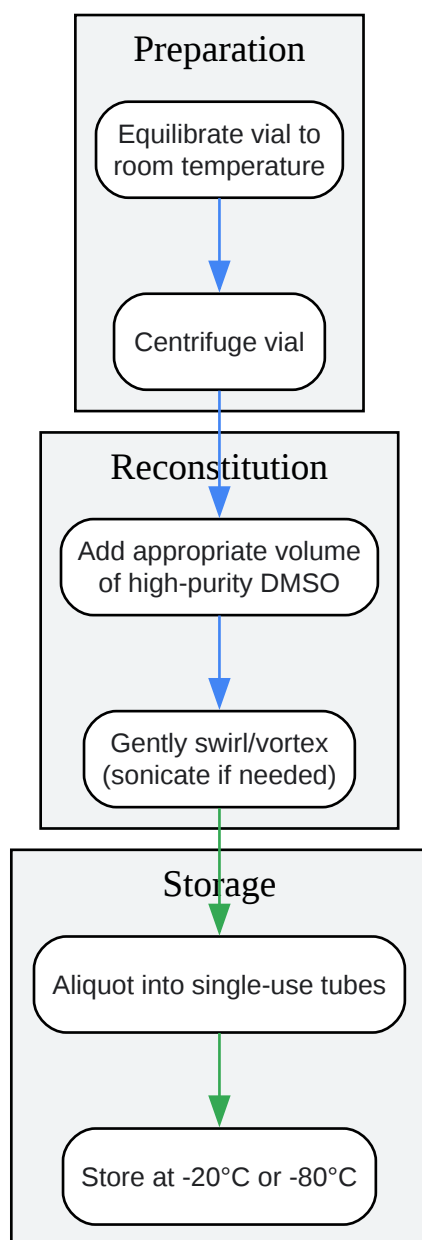 Preparation
Equilibrate vial to
room temperature
Centrifuge vial
Reconstitution
Add appropriate volume
of high-purity DMSO
Gently swirl/vortex
(sonicate if needed)
Storage
Aliquot into single-use tubes
Store at -20°C or -80°C